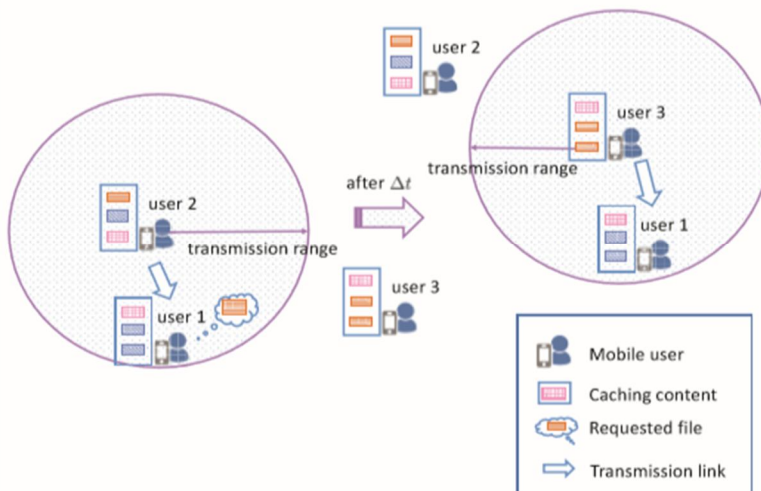 user 2
user 3
transmission range
after Δt
user 2
user 1
transmission range
user 3
user 1
Mobile user
Caching content
Requested file
Transmission link